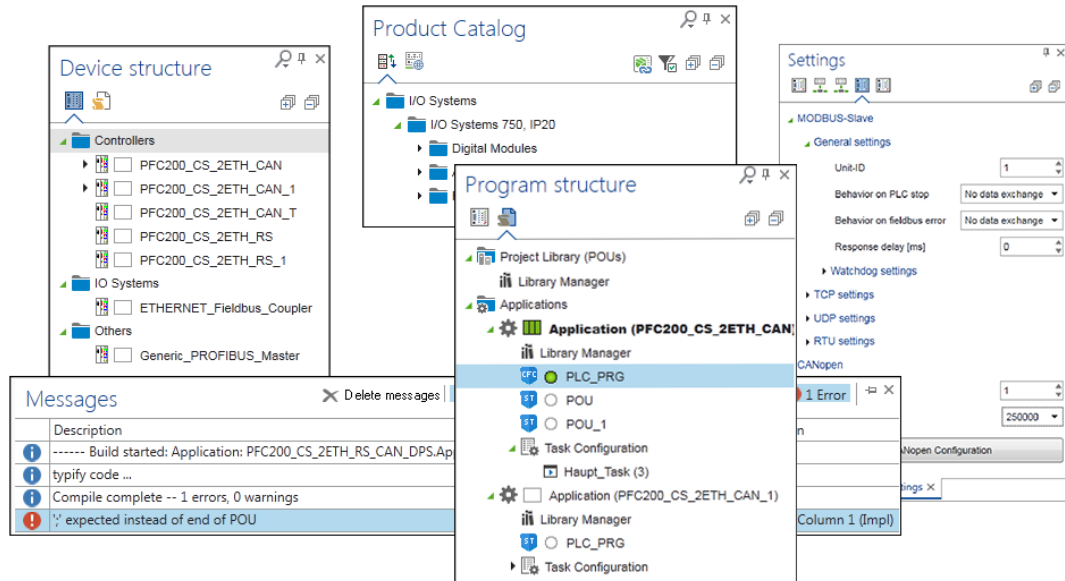 Product Catalog
I/O Systems
I/O Systems 750, IP20
Digital Modules
Device structure
Controllers
PFC200_CS_2ETH_CAN
PFC200_CS_2ETH_CAN_1
PFC200_CS_2ETH_CAN_T
PFC200_CS_2ETH_RS
PFC200_CS_2ETH_RS_1
IO Systems
ETHERNET_Fieldbus_Coupler
Others
Generic_PROFIBUS_Master
Settings
MODBUS-Slave
General settings
Unit-ID 1
Behavior on PLC stop No data exchange
Behavior on fieldbus error No data exchange
Response delay [ms] 0
Watchdog settings
TCP settings
UDP settings
RTU settings
CANopen
1
250000
Configuration
Program structure
Project Library (POUs)
Library Manager
Applications
Application (PFC200_CS_2ETH_CAN)
Library Manager
CFC PLC_PRG
ST POU
ST POU_1
Task Configuration
Haupt_Task (3)
Application (PFC200_CS_2ETH_CAN_1)
Library Manager
ST PLC_PRG
Task Configuration
Messages
Delete messages
1 Error
Description
------ Build started: Application: PFC200_CS_2ETH_RS_CAN_DPS.Ap
typify code ...
Compile complete -- 1 errors, 0 warnings
';' expected instead of end of POU
Column 1 (Impl)